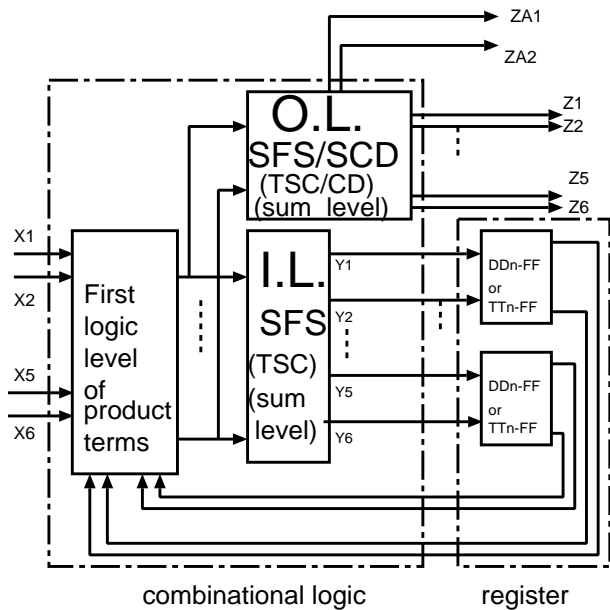 ZA1
ZA2
O.L.
SFS/SCD
(TSC/CD)
(sum level)
Z1
Z2
Z5
Z6
X1
X2
X5
X6
First
logic
level
of
product
terms
I.L.
SFS
(TSC)
(sum
level)
Y1
Y2
Y5
Y6
DDn-FF
or
TTn-FF
DDn-FF
or
TTn-FF
combinational logic
register